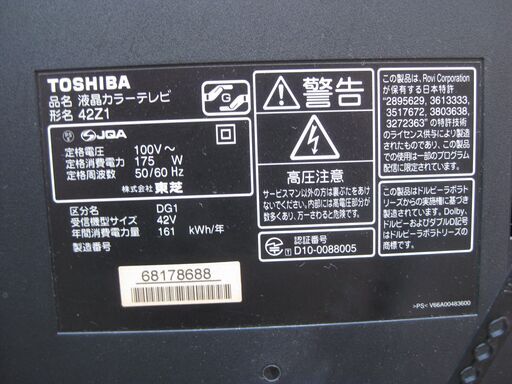 TOSHIBA
品名 液晶カラーテレビ
形名 42Z1
G
JQA
定格電圧 100V～
定格消費電力 175 W
定格周波数 50/60 Hz
株式会社 東芝
区分名 DG1
受信機型サイズ 42V
年間消費電力量 161 kWh/年
製造番号
68178688
警告
高圧注意
サービスマン以外の方は裏ぶたをあけ
ないでください。内部には高電圧部分が
数多くあり、万一さわると危険です。
認証番号
D10-0088005
この製品は、Rovi Corporation
が保有する日本特許
"2895629, 3613333,
3517672, 3803638,
3272363" の特許技術
のライセンス供与により製造
されたものであり、この範囲
の使用は一部のプログラム
配信に限定されています。
この製品は、ドルビーラボラト
リーズからの実施権に基づ
き製造されています。Dolby、
ドルビーおよびダブルD記号
はドルビーラボラトリーズの
商標です。
>PS< V66A00483600